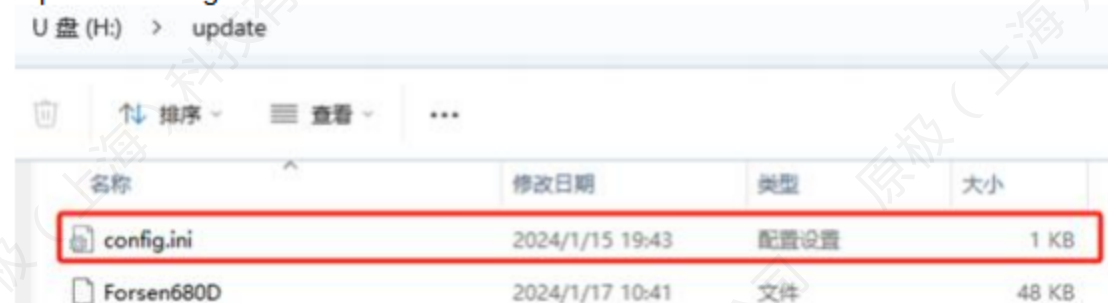 U 盘 (H:) > update
排序 查看 •••
名称 修改日期 类型 大小
config.ini 2024/1/15 19:43 配置设置 1 KB
Forsen680D 2024/1/17 10:41 文件 48 KB